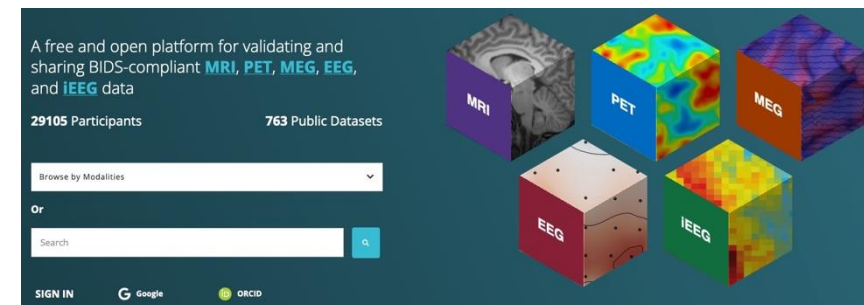 A free and open platform for validating and
sharing BIDS-compliant MRI, PET, MEG, EEG,
and iEEG data
29105 Participants 763 Public Datasets
Browse by Modalities
Or
Search
SIGN IN Google ORCID
MRI
PET
MEG
EEG
iEEG